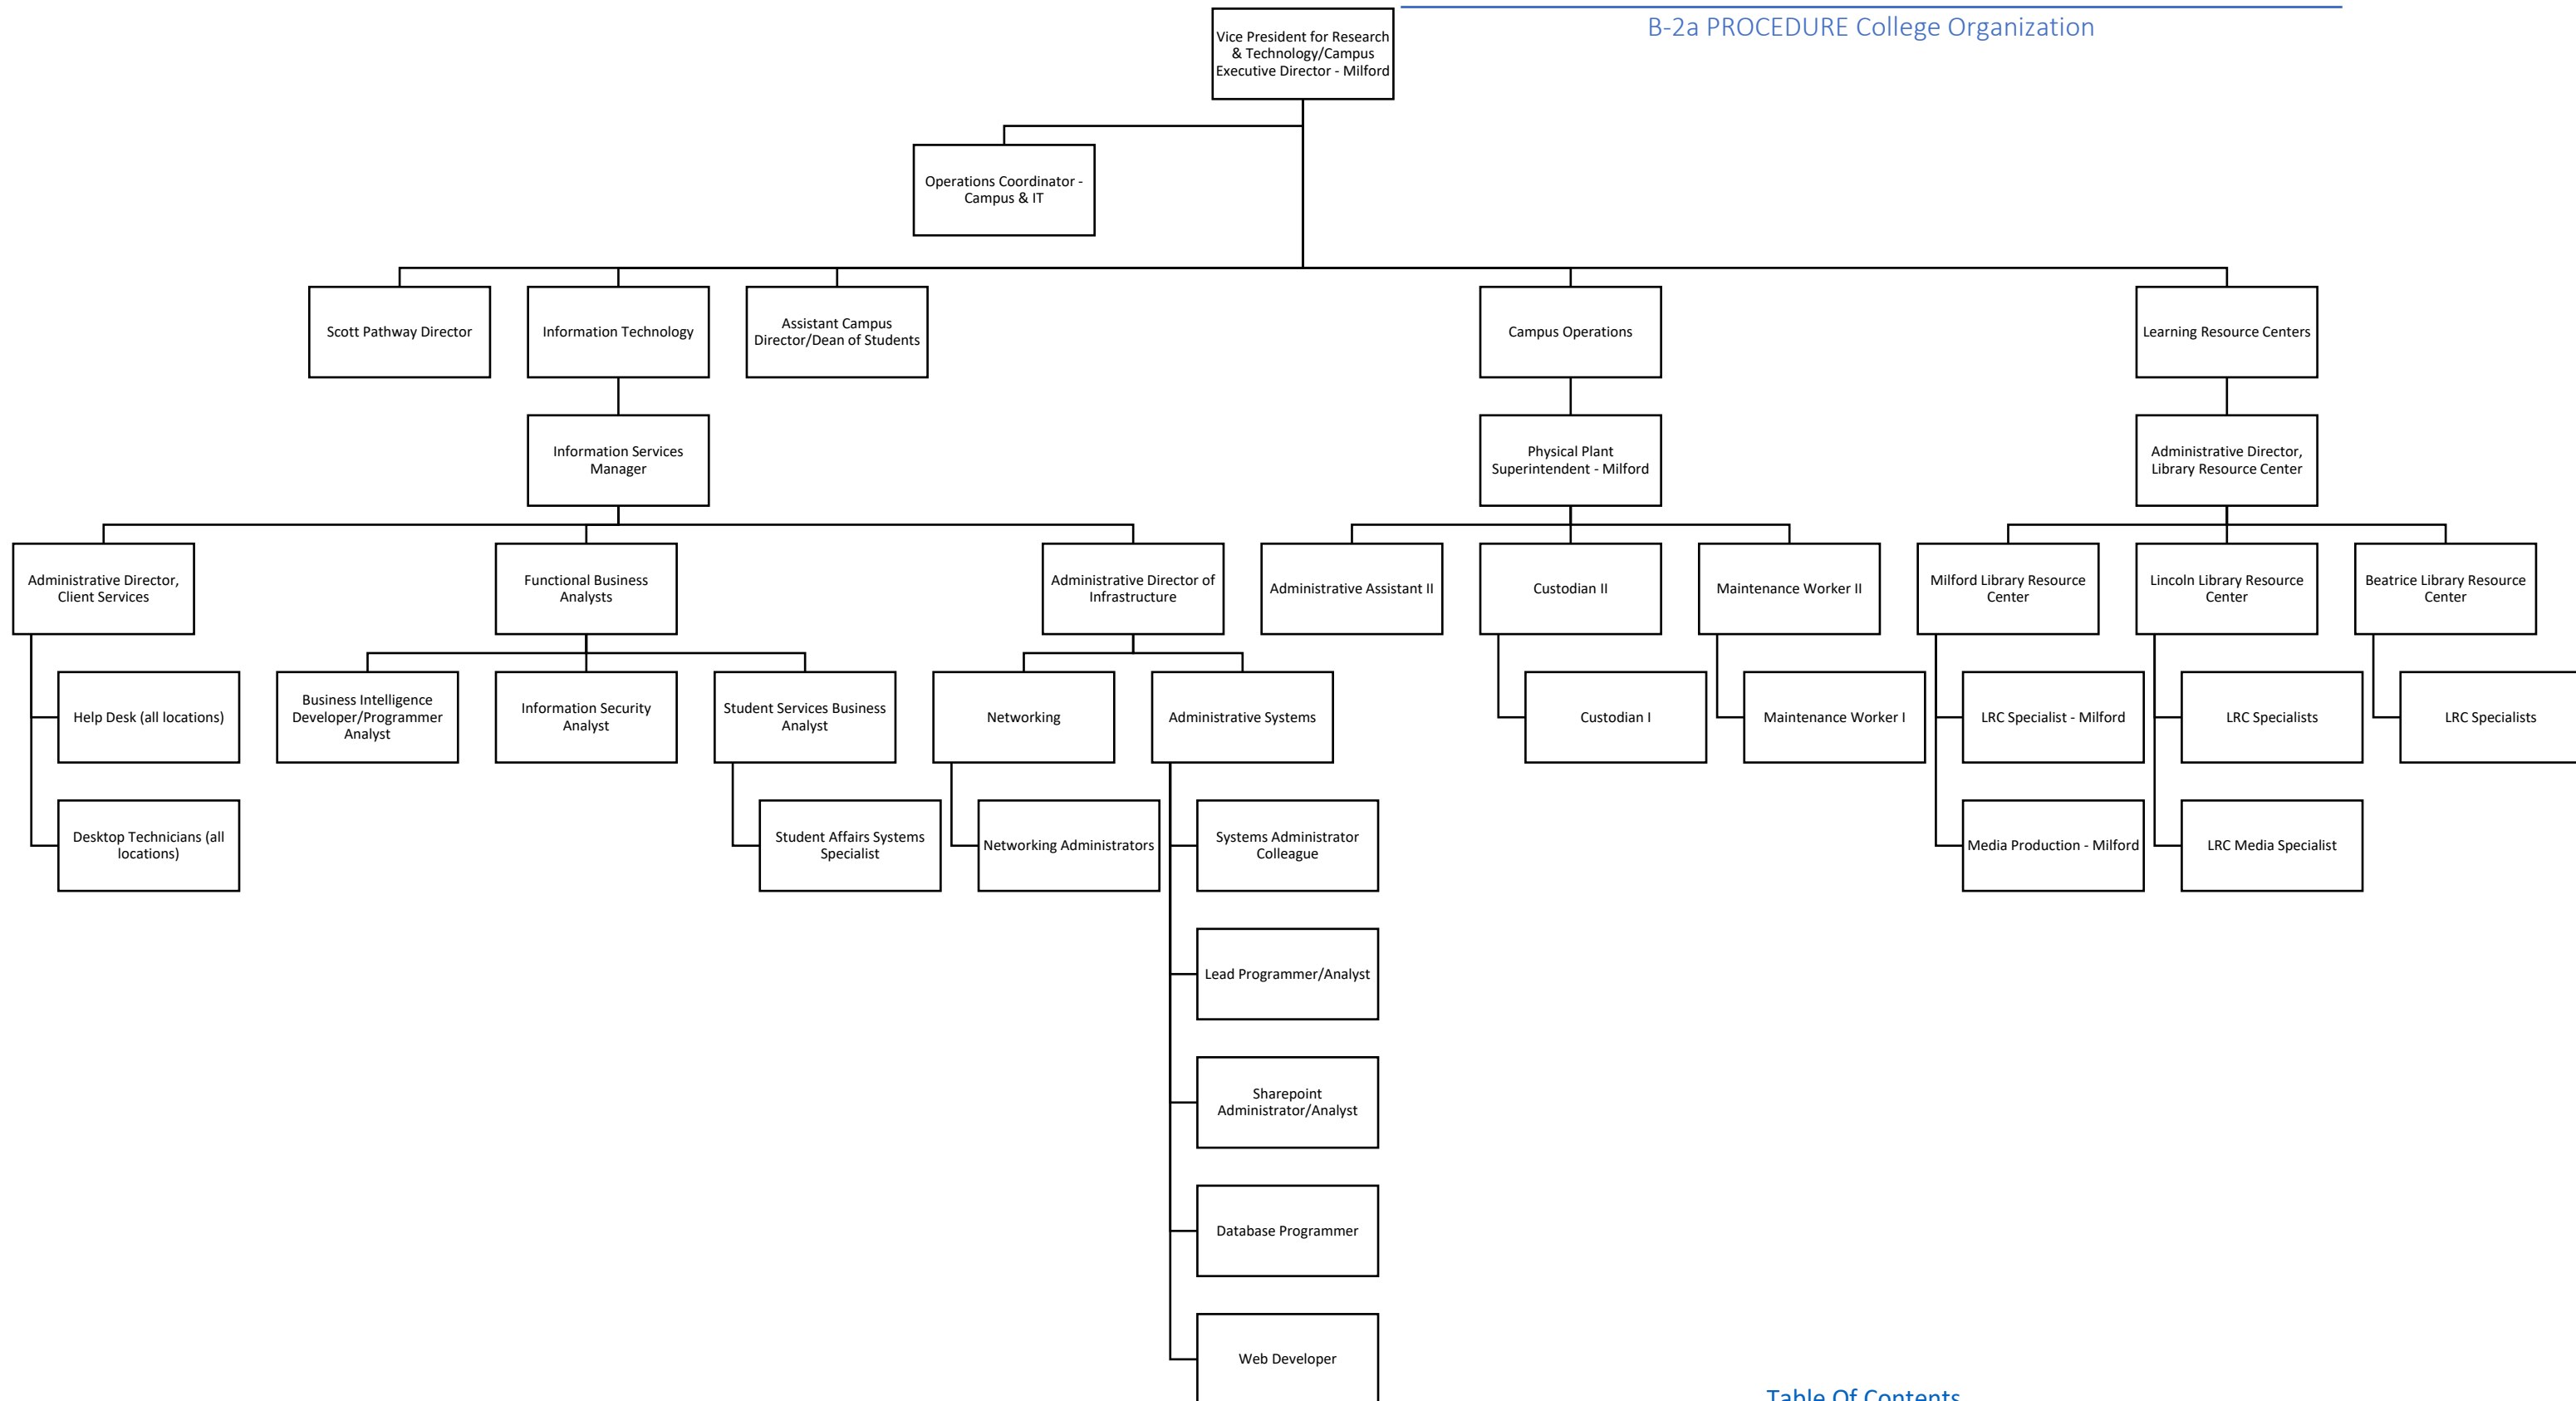 B-2a PROCEDURE College Organization
Vice President for Research
& Technology/Campus
Executive Director - Milford
Operations Coordinator -
Campus & IT
Scott Pathway Director
Information Technology
Assistant Campus
Director/Dean of Students
Campus Operations
Learning Resource Centers
Information Services
Manager
Physical Plant
Superintendent - Milford
Administrative Director,
Library Resource Center
Administrative Director,
Client Services
Functional Business
Analysts
Administrative Director of
Infrastructure
Administrative Assistant II
Custodian II
Maintenance Worker II
Milford Library Resource
Center
Lincoln Library Resource
Center
Beatrice Library Resource
Center
Help Desk (all locations)
Business Intelligence
Developer/Programmer
Analyst
Information Security
Analyst
Student Services Business
Analyst
Networking
Administrative Systems
Custodian I
Maintenance Worker I
LRC Specialist - Milford
LRC Specialists
LRC Specialists
Desktop Technicians (all
locations)
Student Affairs Systems
Specialist
Networking Administrators
Systems Administrator
Colleague
Media Production - Milford
LRC Media Specialist
Lead Programmer/Analyst
Sharepoint
Administrator/Analyst
Database Programmer
Web Developer
Table Of Contents